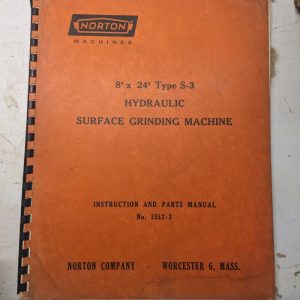 NORTON
MACHINES
8" x 24" Type S-3
HYDRAULIC
SURFACE GRINDING MACHINE
INSTRUCTION AND PARTS MANUAL
No. 1352-3
NORTON COMPANY - WORCESTER 6, MASS.